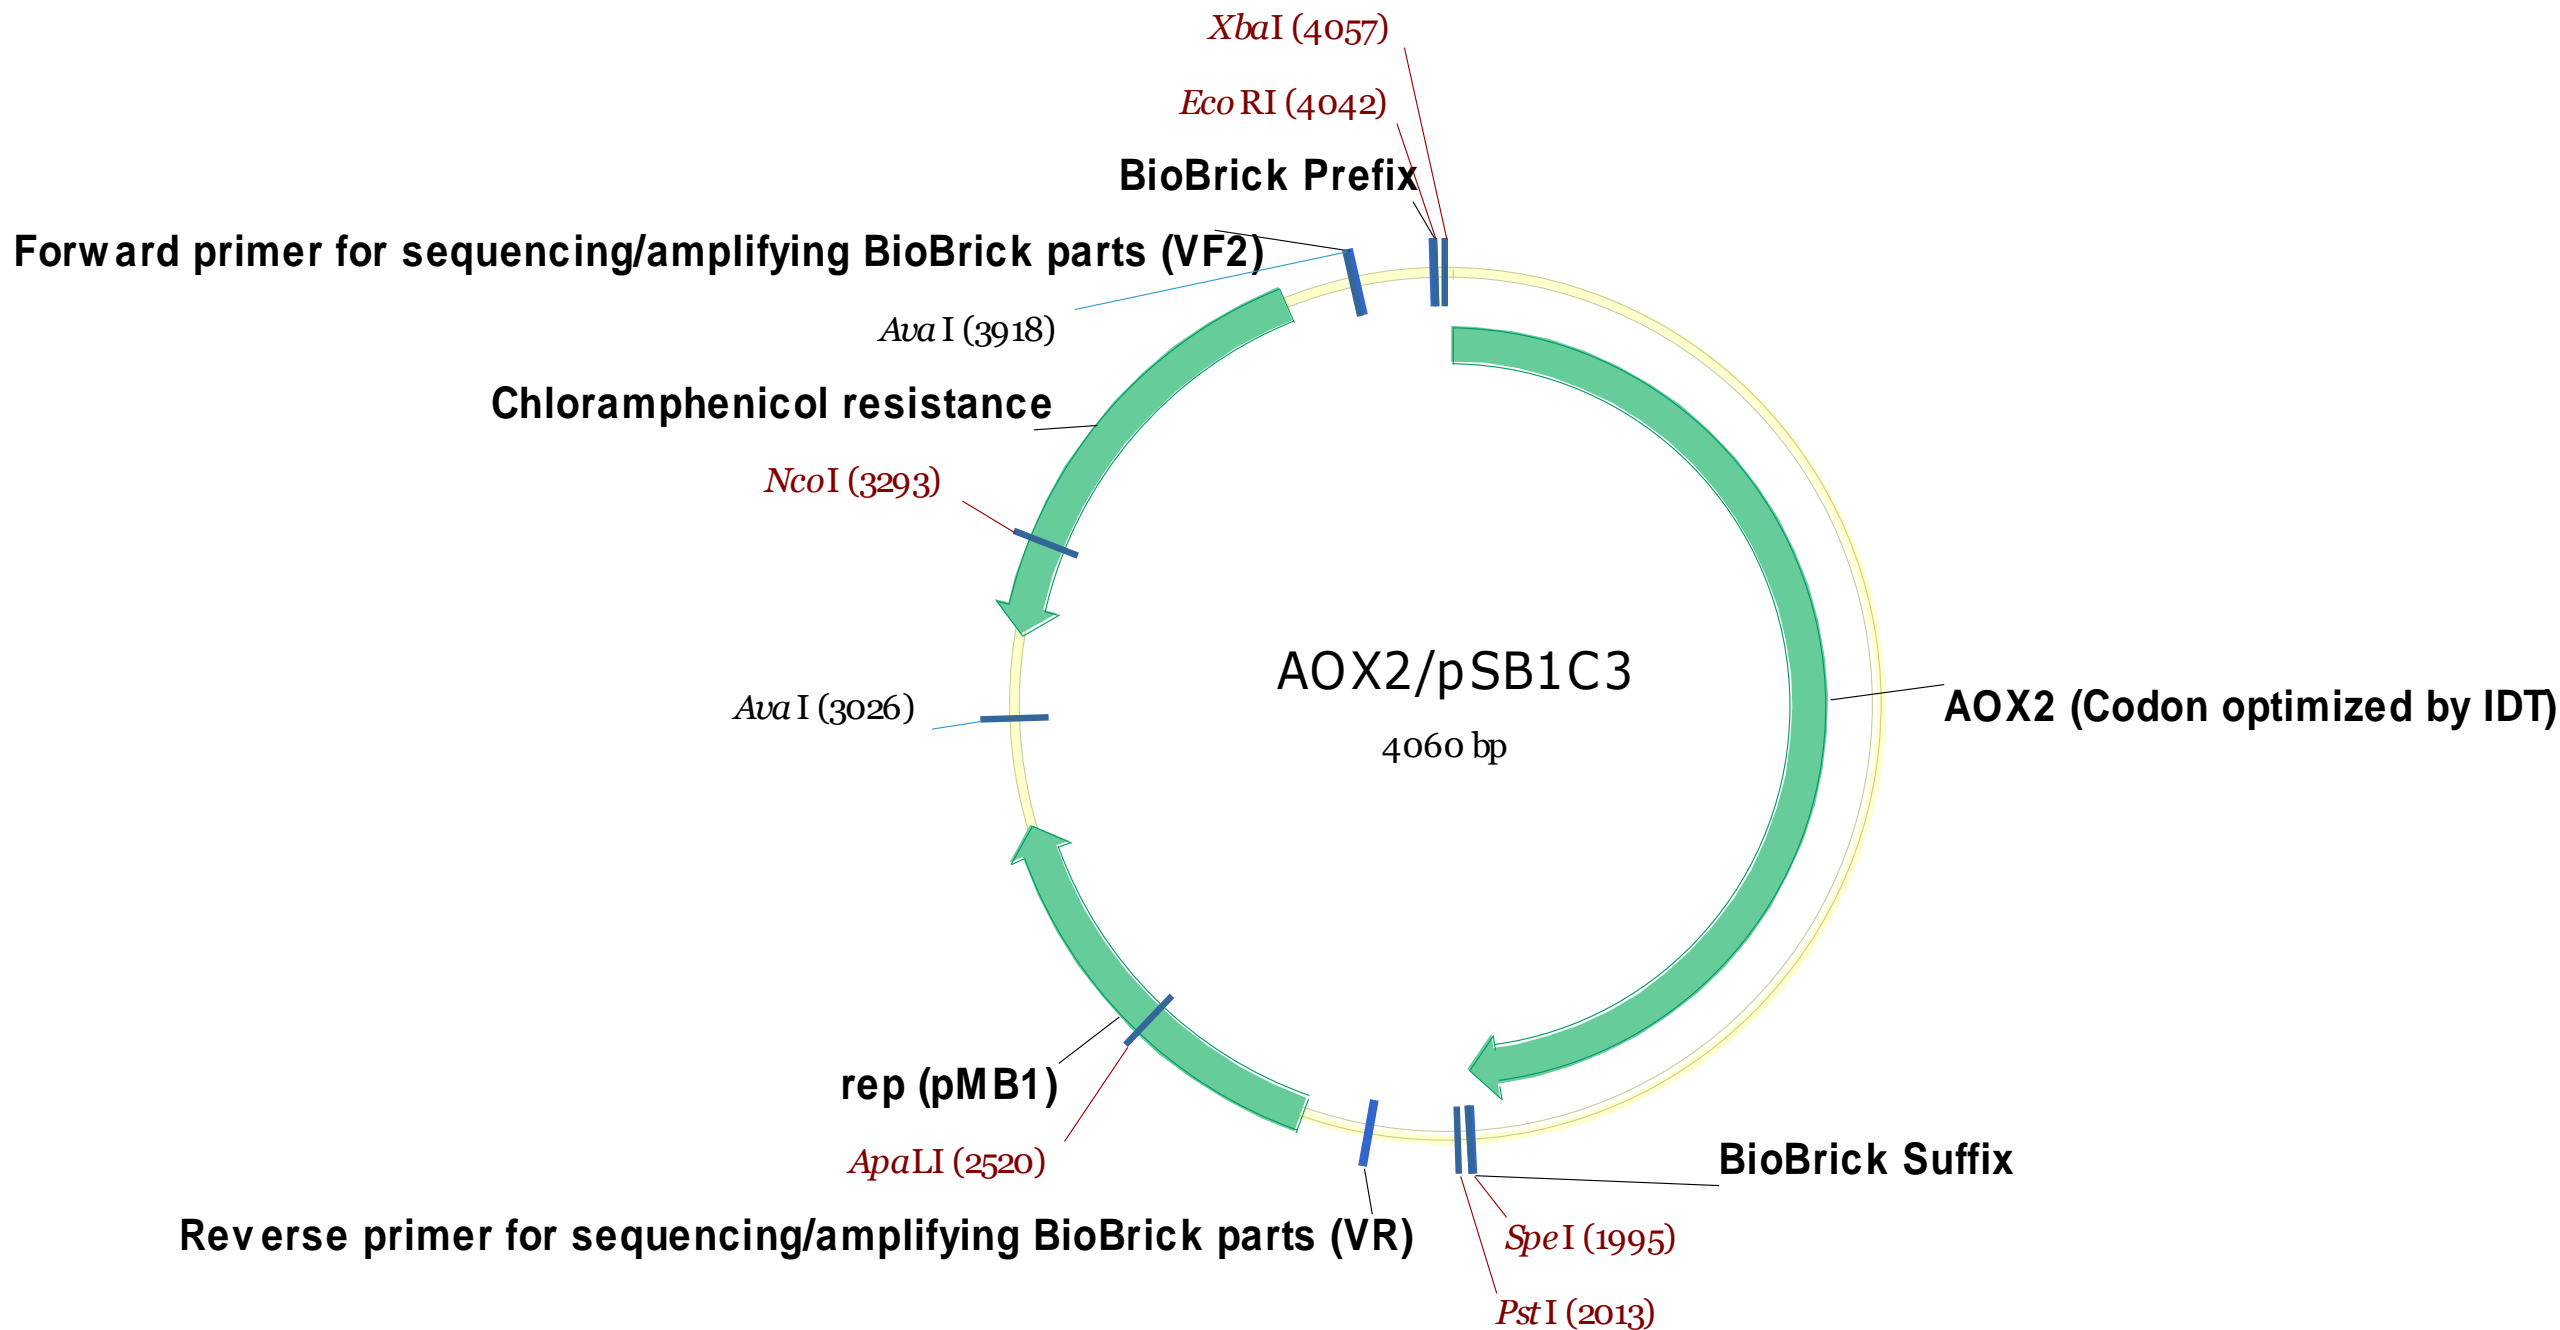 XbaI (4057)
EcoRI (4042)
BioBrick Prefix
Forward primer for sequencing/amplifying BioBrick parts (VF2)
AvaI (3918)
Chloramphenicol resistance
NcoI (3293)
AOX2/pSB1C3
AvaI (3026)
AOX2 (Codon optimized by IDT)
4060 bp
rep (pMB1)
ApaLI (2520)
BioBrick Suffix
Reverse primer for sequencing/amplifying BioBrick parts (VR)
SpeI (1995)
PstI (2013)